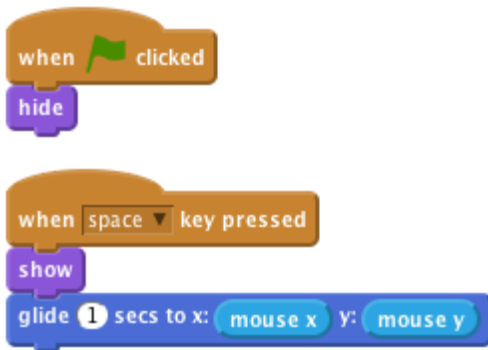 when clicked
hide
when space key pressed
show
glide 1 secs to x: mouse x y: mouse y